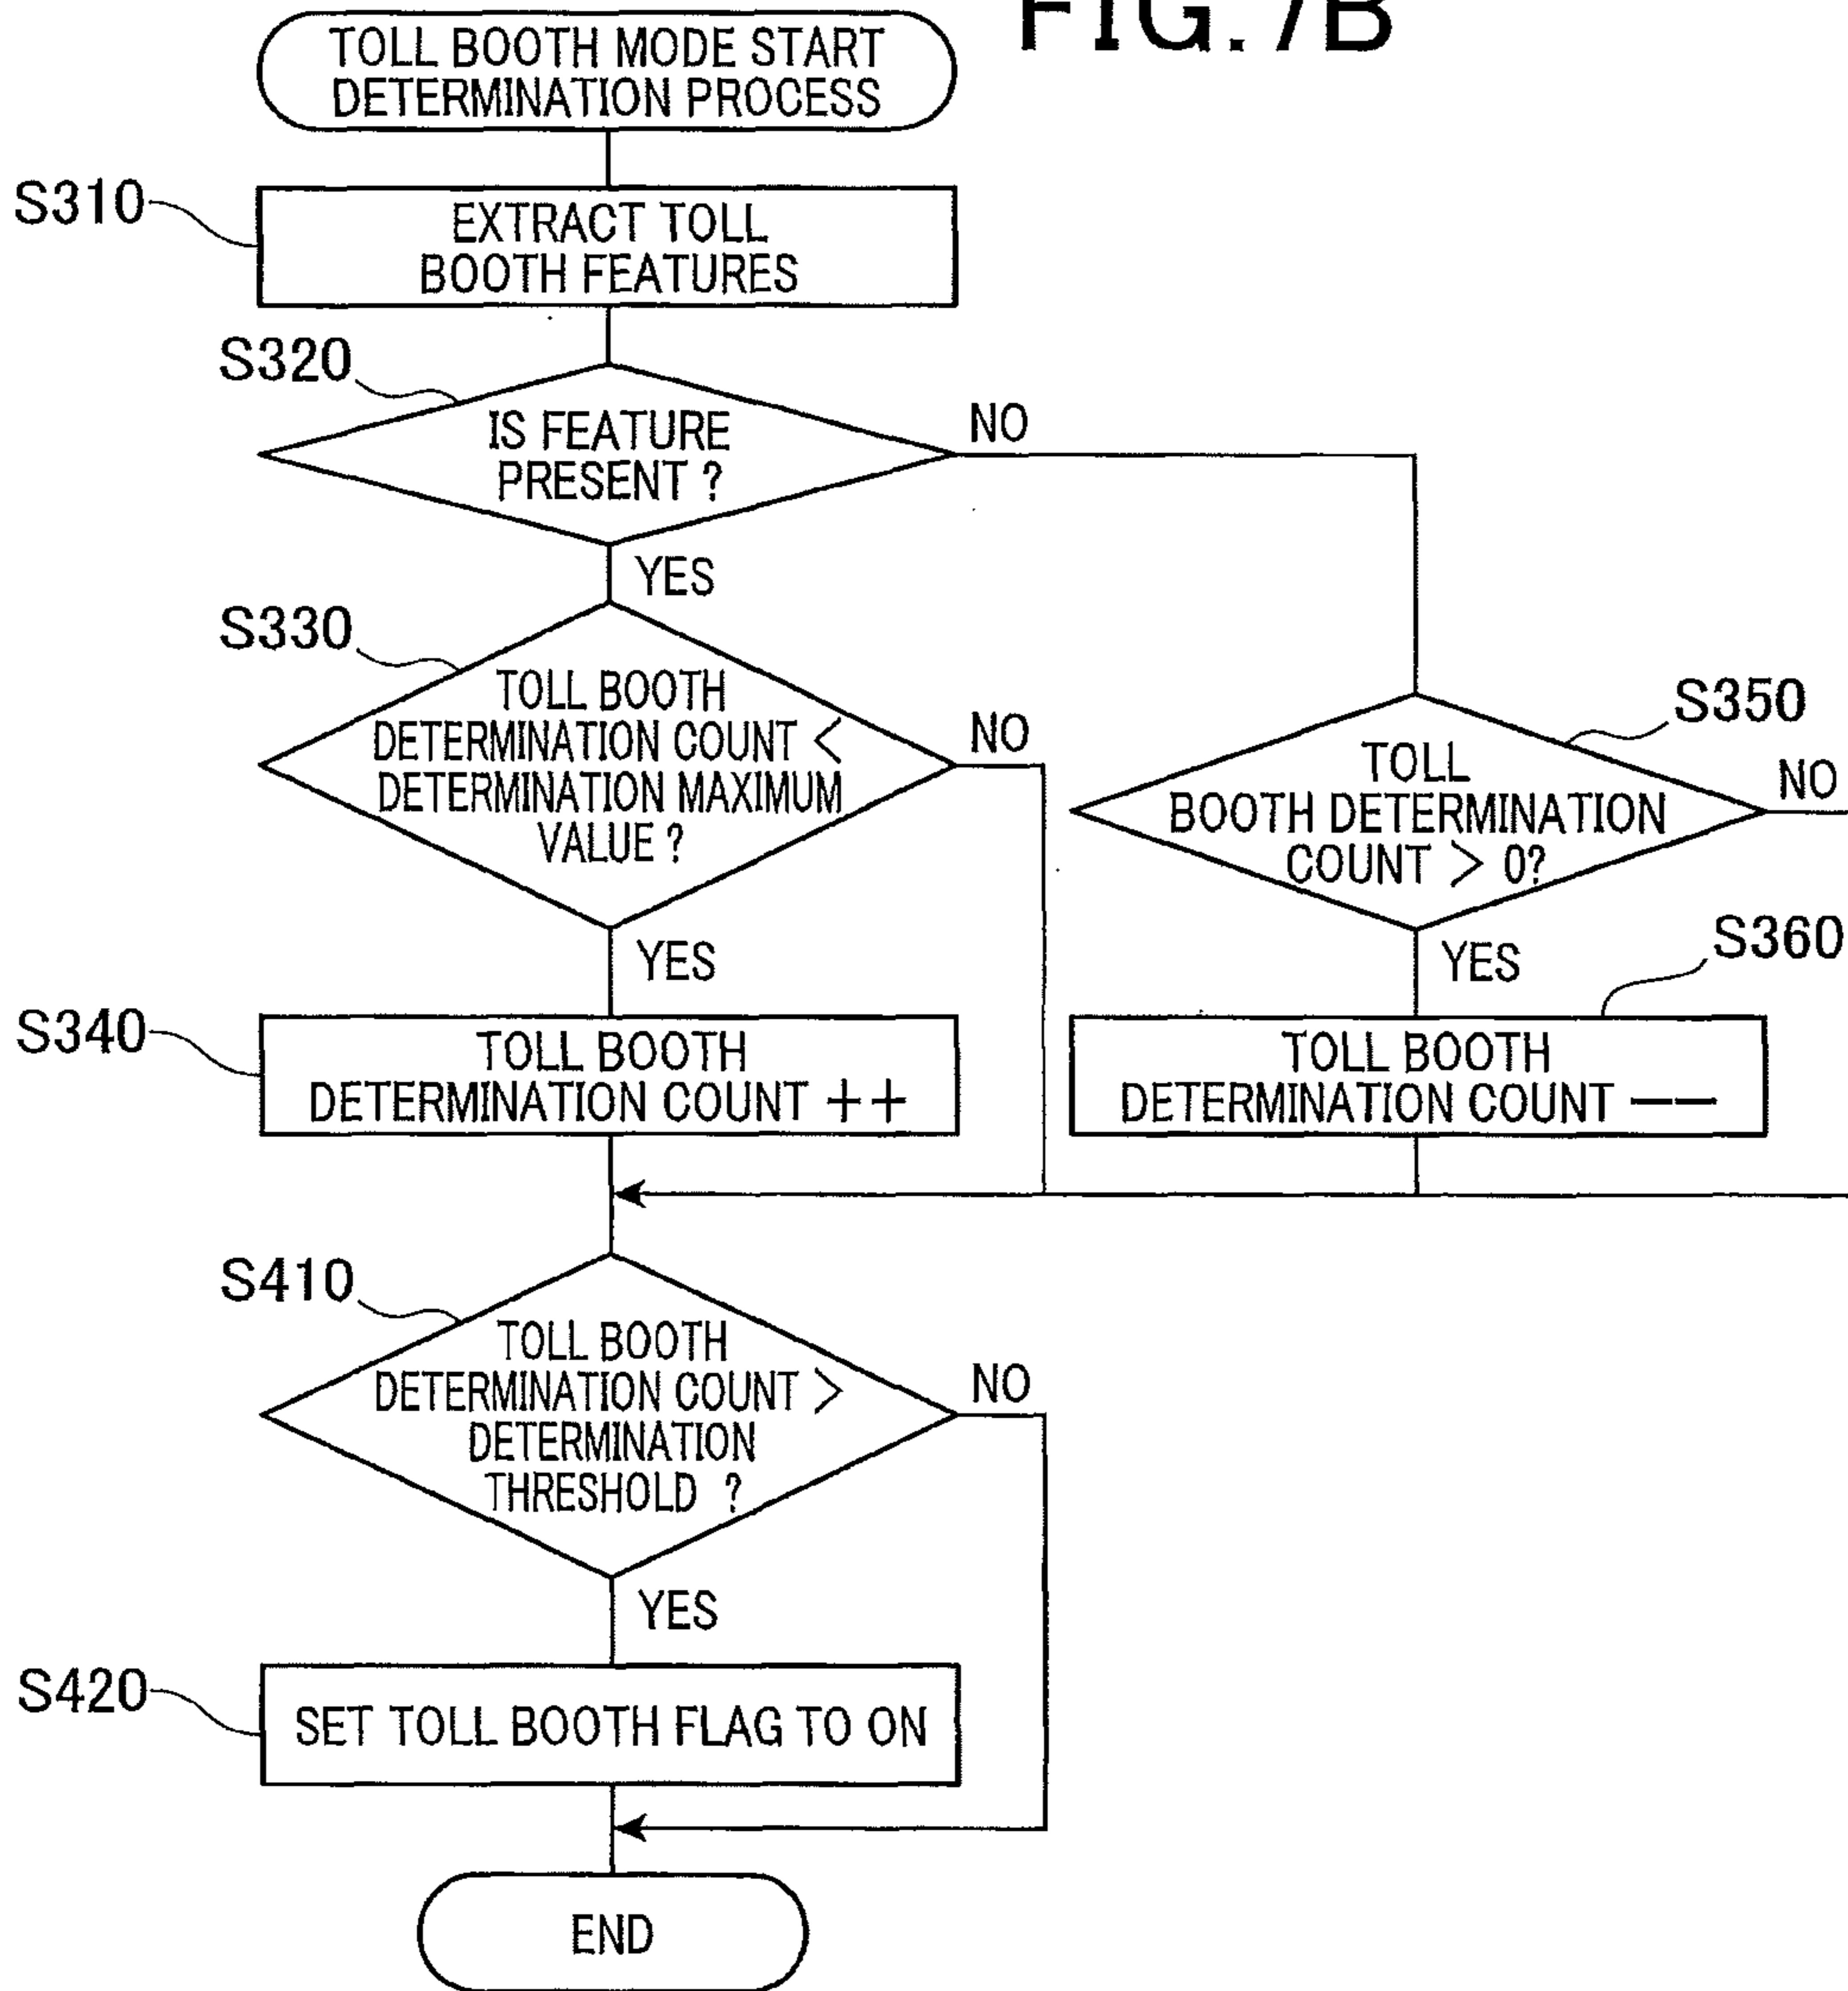 FIG. 7B
TOLL BOOTH MODE START
DETERMINATION PROCESS
S310
EXTRACT TOLL
BOOTH FEATURES
S320
IS FEATURE
PRESENT ?
NO
YES
S330
TOLL BOOTH
DETERMINATION COUNT <
DETERMINATION MAXIMUM
VALUE ?
NO
YES
S350
TOLL
BOOTH DETERMINATION
COUNT > 0?
NO
YES
S340
TOLL BOOTH
DETERMINATION COUNT ++
S360
TOLL BOOTH
DETERMINATION COUNT −−
S410
TOLL BOOTH
DETERMINATION COUNT >
DETERMINATION
THRESHOLD ?
NO
YES
S420
SET TOLL BOOTH FLAG TO ON
END